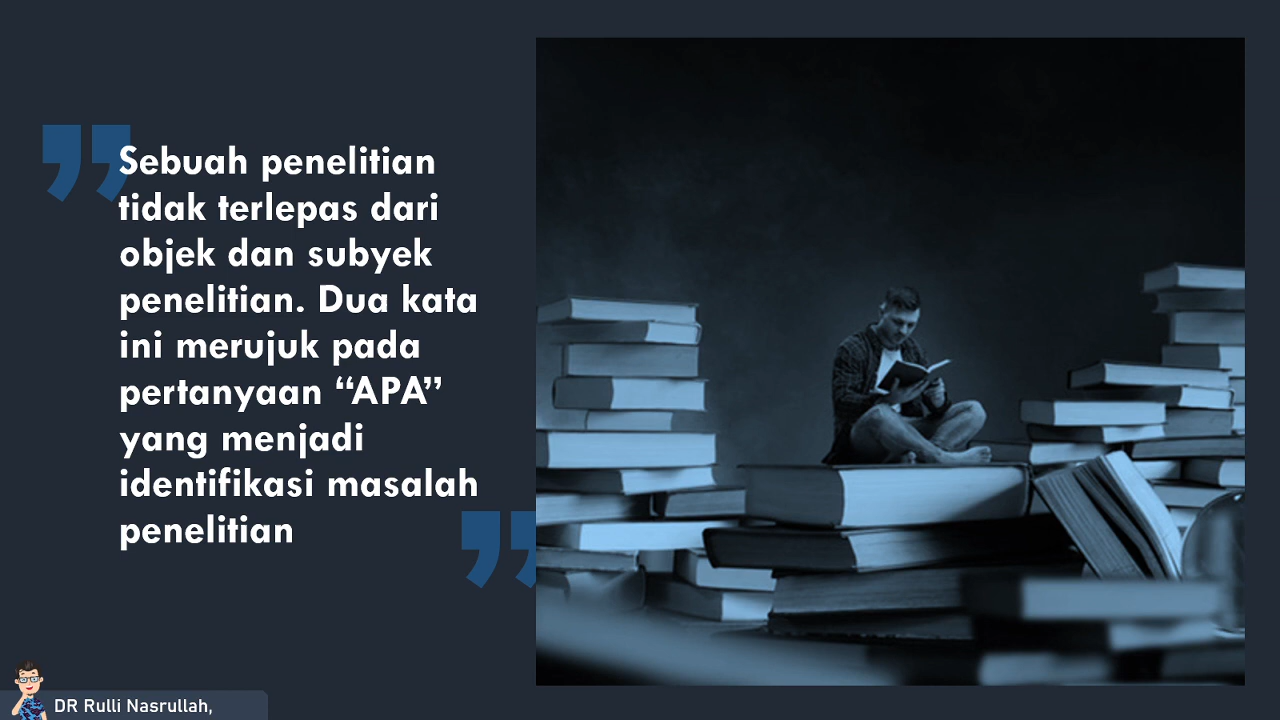 Sebuah penelitian
tidak terlepas dari
objek dan subyek
penelitian. Dua kata
ini merujuk pada
pertanyaan “APA”
yang menjadi
identifikasi masalah
penelitian
DR Rulli Nasrullah,